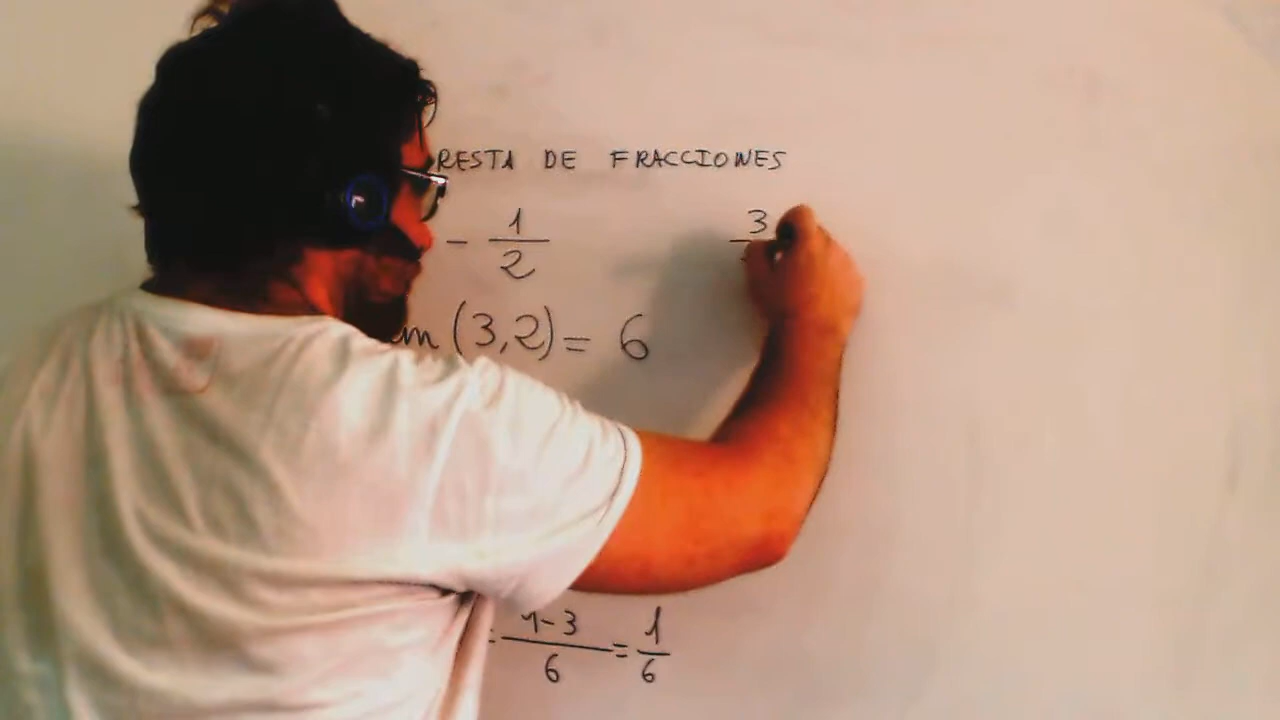 RESTA DE FRACCIONES
- 1/2 3
m (3,2) = 6
= 4-3/6 = 1/6